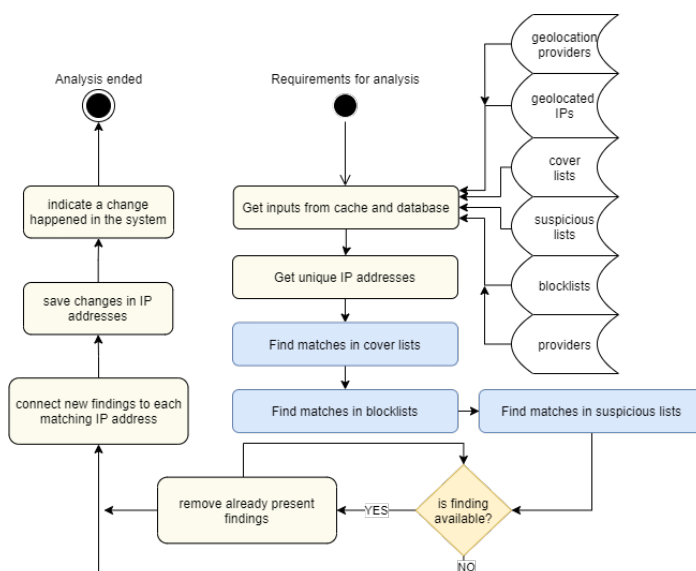 geolocation
providers
Analysis ended
Requirements for analysis
geolocated
IPs
cover
lists
indicate a change
happened in the system
Get inputs from cache and database
suspicious
lists
Get unique IP addresses
blocklists
save changes in IP
addresses
Find matches in cover lists
providers
connect new findings to each
matching IP address
Find matches in blocklists
Find matches in suspicious lists
remove already present
findings
YES
is finding
available?
NO